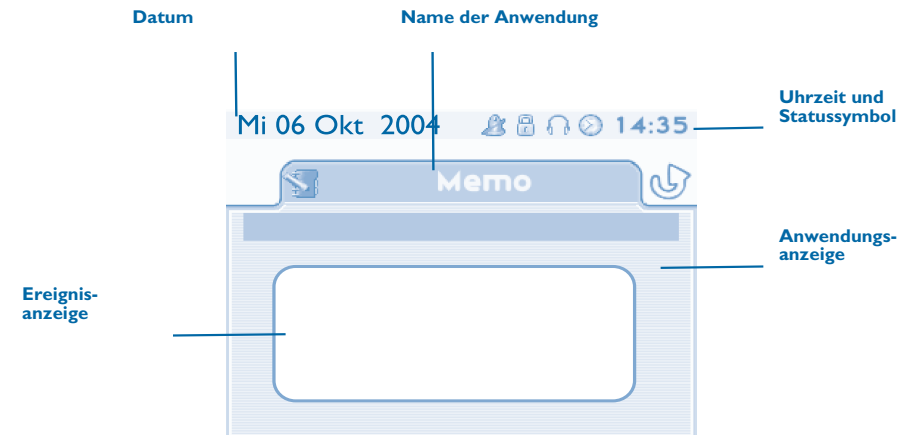 Datum
Name der Anwendung
Uhrzeit und
Statussymbol
Mi 06 Okt 2004
14:35
Memo
Anwendungs-
anzeige
Ereignis-
anzeige